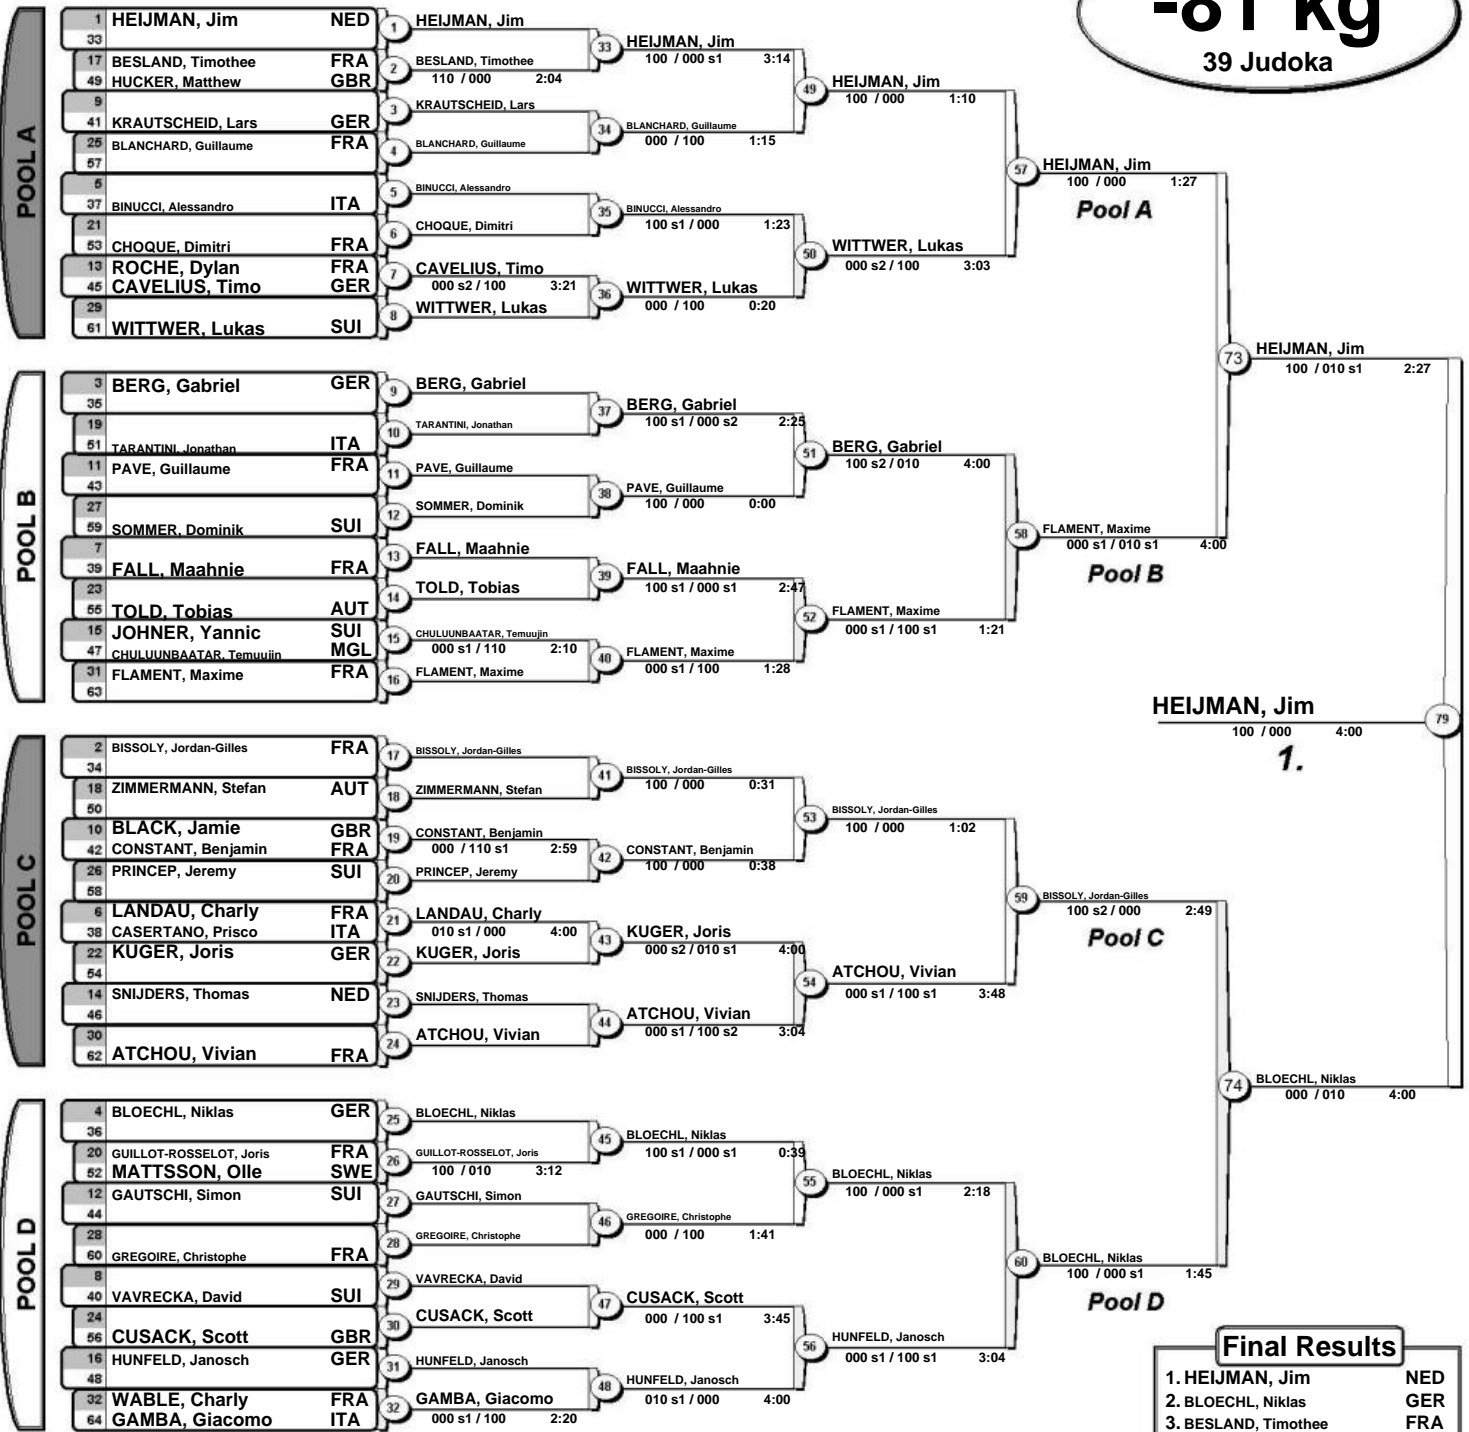 -81 kg
39 Judoka
POOL A
1 HEIJMAN, Jim NED
33
17 BESLAND, Timothee FRA
49 HUCKER, Matthew GBR
9
41 KRAUTSCHEID, Lars GER
25 BLANCHARD, Guillaume FRA
57
5
37 BINUCCI, Alessandro ITA
21
53 CHOQUE, Dimitri FRA
13 ROCHE, Dylan FRA
45 CAVELIUS, Timo GER
29
61 WITTWER, Lukas SUI
1 HEIJMAN, Jim
2 BESLAND, Timothee
110 / 000 2:04
3 KRAUTSCHEID, Lars
4 BLANCHARD, Guillaume
5 BINUCCI, Alessandro
6 CHOQUE, Dimitri
7 CAVELIUS, Timo
000 s2 / 100 3:21
8 WITTWER, Lukas
33 HEIJMAN, Jim
100 / 000 s1 3:14
34 BLANCHARD, Guillaume
000 / 100 1:15
35 BINUCCI, Alessandro
100 s1 / 000 1:23
36 WITTWER, Lukas
000 / 100 0:20
49 HEIJMAN, Jim
100 / 000 1:10
50 WITTWER, Lukas
000 s2 / 100 3:03
57 HEIJMAN, Jim
100 / 000 1:27
Pool A
POOL B
3 BERG, Gabriel GER
35
19
51 TARANTINI, Jonathan ITA
11 PAVE, Guillaume FRA
43
27
59 SOMMER, Dominik SUI
7
39 FALL, Maahnie FRA
23
55 TOLD, Tobias AUT
15 JOHNER, Yannic SUI
47 CHULUUNBAATAR, Temuujin MGL
31 FLAMENT, Maxime FRA
63
9 BERG, Gabriel
10 TARANTINI, Jonathan
11 PAVE, Guillaume
12 SOMMER, Dominik
13 FALL, Maahnie
14 TOLD, Tobias
15 CHULUUNBAATAR, Temuujin
000 s1 / 110 2:10
16 FLAMENT, Maxime
37 BERG, Gabriel
100 s1 / 000 s2 2:25
38 PAVE, Guillaume
100 / 000 0:00
39 FALL, Maahnie
100 s1 / 000 s1 2:47
40 FLAMENT, Maxime
000 s1 / 100 1:28
51 BERG, Gabriel
100 s2 / 010 4:00
52 FLAMENT, Maxime
000 s1 / 100 s1 1:21
58 FLAMENT, Maxime
000 s1 / 010 s1 4:00
Pool B
73 HEIJMAN, Jim
100 / 010 s1 2:27
HEIJMAN, Jim
79
100 / 000 4:00
1.
POOL C
2 BISSOLY, Jordan-Gilles FRA
34
18 ZIMMERMANN, Stefan AUT
50
10 BLACK, Jamie GBR
42 CONSTANT, Benjamin FRA
26 PRINCEP, Jeremy SUI
58
6 LANDAU, Charly FRA
38 CASERTANO, Prisco ITA
22 KUGER, Joris GER
54
14 SNIJDERS, Thomas NED
46
30
62 ATCHOU, Vivian FRA
17 BISSOLY, Jordan-Gilles
18 ZIMMERMANN, Stefan
19 CONSTANT, Benjamin
000 / 110 s1 2:59
20 PRINCEP, Jeremy
21 LANDAU, Charly
010 s1 / 000 4:00
22 KUGER, Joris
23 SNIJDERS, Thomas
24 ATCHOU, Vivian
41 BISSOLY, Jordan-Gilles
100 / 000 0:31
42 CONSTANT, Benjamin
100 / 000 0:38
43 KUGER, Joris
000 s2 / 010 s1 4:00
44 ATCHOU, Vivian
000 s1 / 100 s2 3:04
53 BISSOLY, Jordan-Gilles
100 / 000 1:02
54 ATCHOU, Vivian
000 s1 / 100 s1 3:48
59 BISSOLY, Jordan-Gilles
100 s2 / 000 2:49
Pool C
POOL D
4 BLOECHL, Niklas GER
36
20 GUILLOT-ROSSELOT, Joris FRA
52 MATTSSON, Olle SWE
12 GAUTSCHI, Simon SUI
44
28
60 GREGOIRE, Christophe FRA
8
40 VAVRECKA, David SUI
24
56 CUSACK, Scott GBR
16 HUNFELD, Janosch GER
48
32 WABLE, Charly FRA
64 GAMBA, Giacomo ITA
25 BLOECHL, Niklas
26 GUILLOT-ROSSELOT, Joris
100 / 010 3:12
27 GAUTSCHI, Simon
28 GREGOIRE, Christophe
29 VAVRECKA, David
30 CUSACK, Scott
31 HUNFELD, Janosch
32 GAMBA, Giacomo
000 s1 / 100 2:20
45 BLOECHL, Niklas
100 s1 / 000 s1 0:39
46 GREGOIRE, Christophe
000 / 100 1:41
47 CUSACK, Scott
000 / 100 s1 3:45
48 HUNFELD, Janosch
010 s1 / 000 4:00
55 BLOECHL, Niklas
100 / 000 s1 2:18
56 HUNFELD, Janosch
000 s1 / 100 s1 3:04
60 BLOECHL, Niklas
100 / 000 s1 1:45
Pool D
74 BLOECHL, Niklas
000 / 010 4:00
Final Results
1. HEIJMAN, Jim NED
2. BLOECHL, Niklas GER
3. BESLAND, Timothee FRA